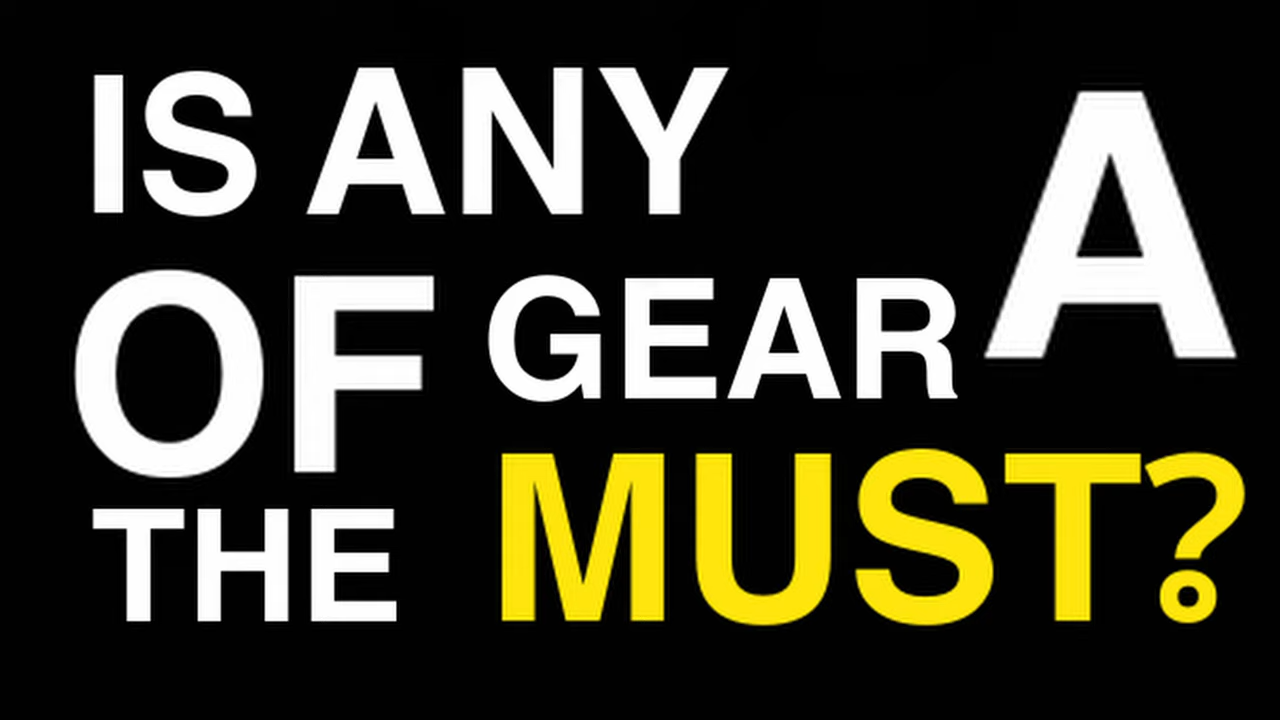 IS ANY
OF
THE
GEAR
A
MUST?